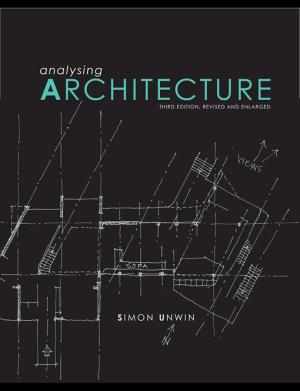 analysing
ARCHITECTURE
THIRD EDITION, REVISED AND ENLARGED
VIEWS
SOFA
SIMON UNWIN
N